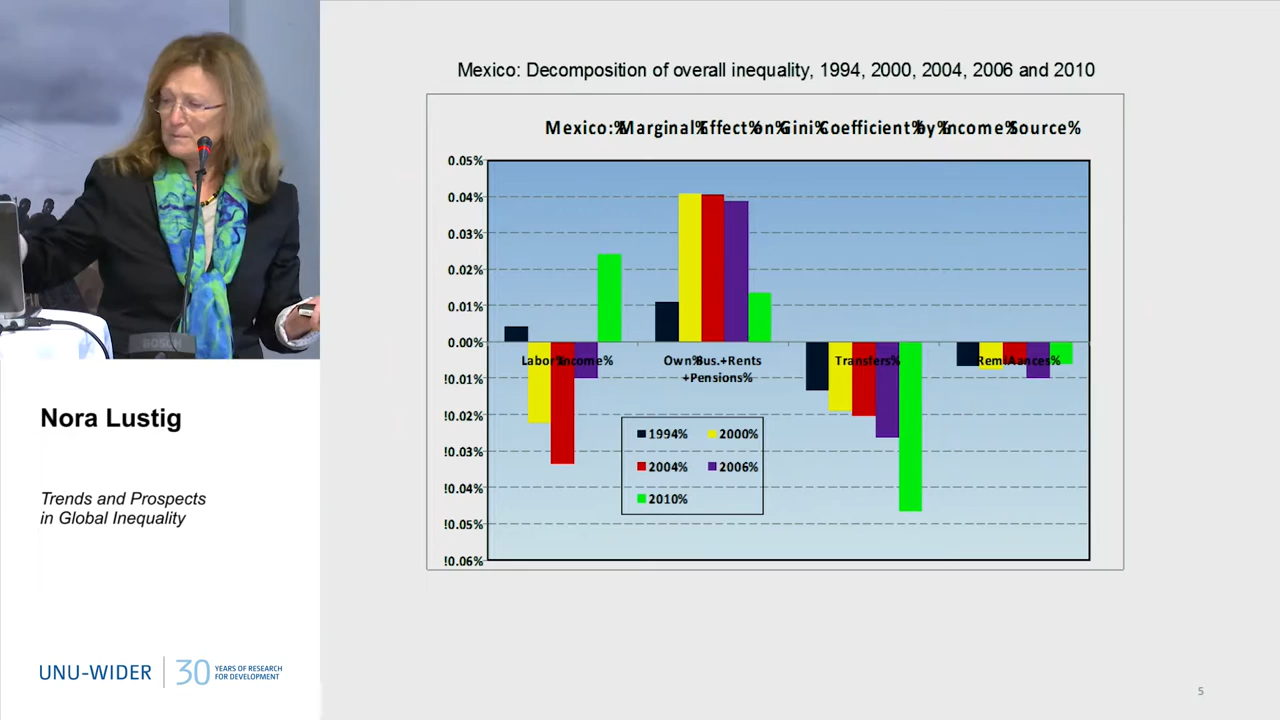 Mexico: Decomposition of overall inequality, 1994, 2000, 2004, 2006 and 2010
Mexico:% Marginal% Effect% on% Gini% Coefficient% by% Income% Source%
0.05%
0.04%
0.03%
0.02%
0.01%
0.00%
!0.01%
!0.02%
!0.03%
!0.04%
!0.05%
!0.06%
Labor% Income%
Own% Bus.+Rents
+Pensions%
Transfers%
1994%
2000%
2004%
2006%
2010%
BOSCH
Nora Lustig
Trends and Prospects
in Global Inequality
UNU-WIDER
30
YEARS OF RESEARCH
FOR DEVELOPMENT
5